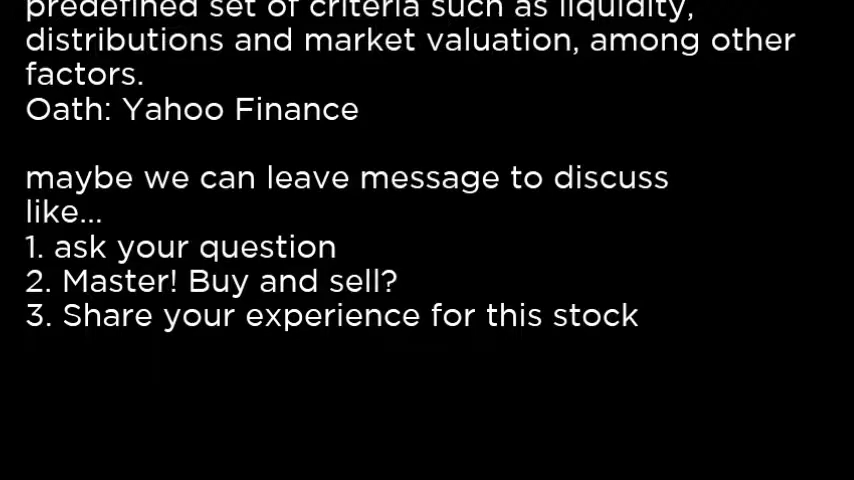 predefined set of criteria such as liquidity,
distributions and market valuation, among other
factors.
Oath: Yahoo Finance
maybe we can leave message to discuss
like...
1. ask your question
2. Master! Buy and sell?
3. Share your experience for this stock